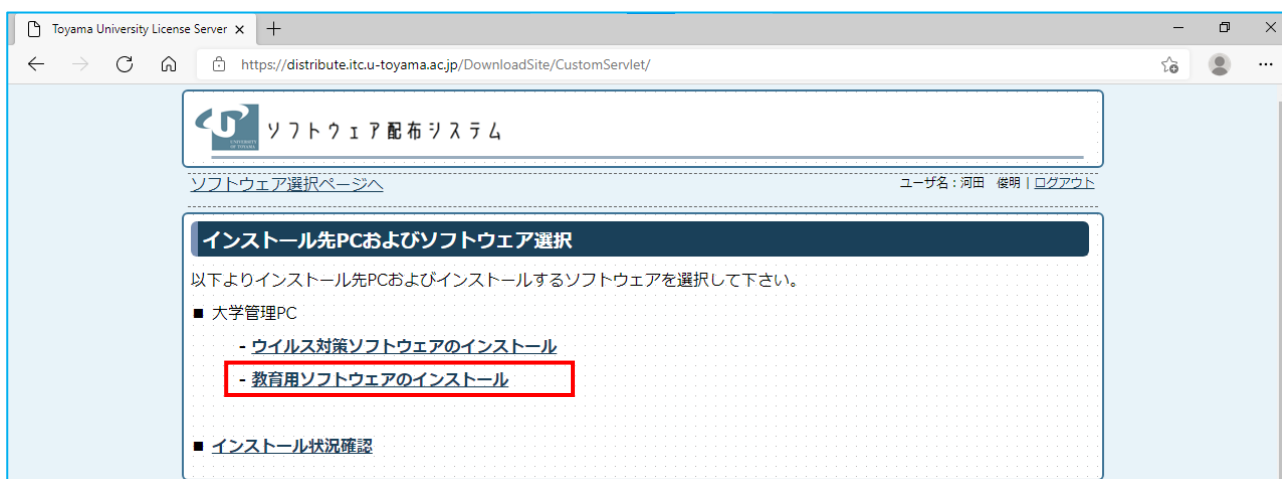 Toyama University License Server
https://distribute.itc.u-toyama.ac.jp/DownloadSite/CustomServlet/
UNIVERSITY
OF TOYAMA
ソフトウェア配布システム
ソフトウェア選択ページへ
ユーザ名：河田　俊明 | ログアウト
インストール先PCおよびソフトウェア選択
以下よりインストール先PCおよびインストールするソフトウェアを選択して下さい。
■ 大学管理PC
- ウイルス対策ソフトウェアのインストール
- 教育用ソフトウェアのインストール
■ インストール状況確認